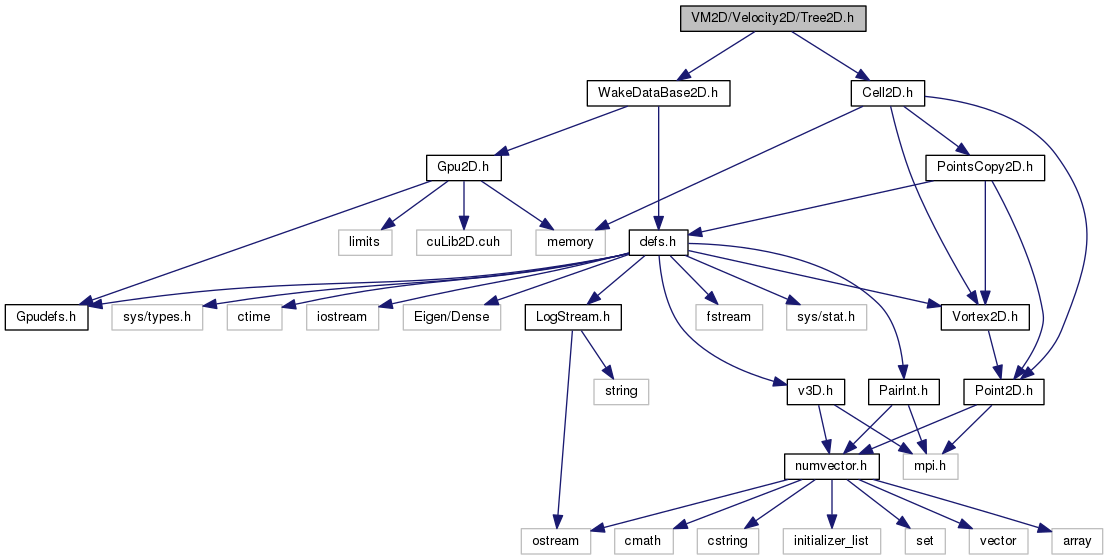 VM2D/Velocity2D/Tree2D.h
WakeDataBase2D.h
Cell2D.h
Gpu2D.h
PointsCopy2D.h
limits
cuLib2D.cuh
memory
defs.h
Gpudefs.h
sys/types.h
ctime
iostream
Eigen/Dense
LogStream.h
fstream
sys/stat.h
Vortex2D.h
string
v3D.h
PairInt.h
Point2D.h
numvector.h
mpi.h
ostream
cmath
cstring
initializer_list
set
vector
array